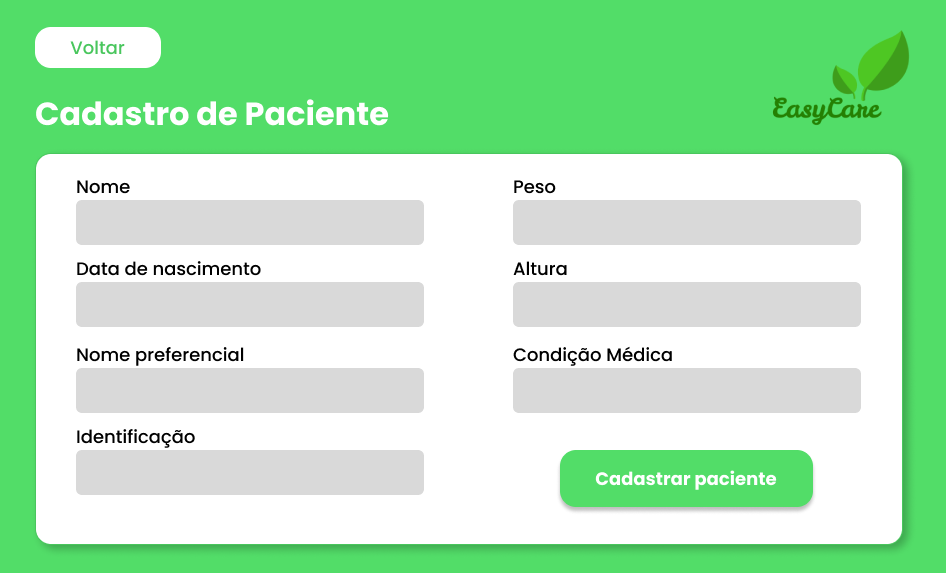 Voltar
Cadastro de Paciente
EasyCare
Nome
Data de nascimento
Nome preferencial
Identificação
Peso
Altura
Condição Médica
Cadastrar paciente